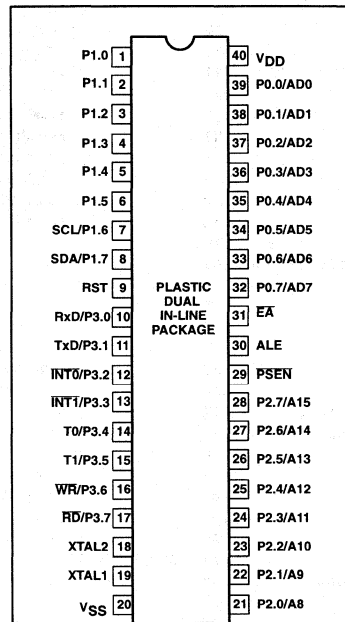 P1.0 1 40 VDD
P1.1 2 39 P0.0/AD0
P1.2 3 38 P0.1/AD1
P1.3 4 37 P0.2/AD2
P1.4 5 36 P0.3/AD3
P1.5 6 35 P0.4/AD4
SCL/P1.6 7 34 P0.5/AD5
SDA/P1.7 8 33 P0.6/AD6
RST 9 PLASTIC 32 P0.7/AD7
DUAL
RxD/P3.0 10 IN-LINE 31 EA
PACKAGE
TxD/P3.1 11 30 ALE
INT0/P3.2 12 29 PSEN
INT1/P3.3 13 28 P2.7/A15
T0/P3.4 14 27 P2.6/A14
T1/P3.5 15 26 P2.5/A13
WR/P3.6 16 25 P2.4/A12
RD/P3.7 17 24 P2.3/A11
XTAL2 18 23 P2.2/A10
XTAL1 19 22 P2.1/A9
VSS 20 21 P2.0/A8